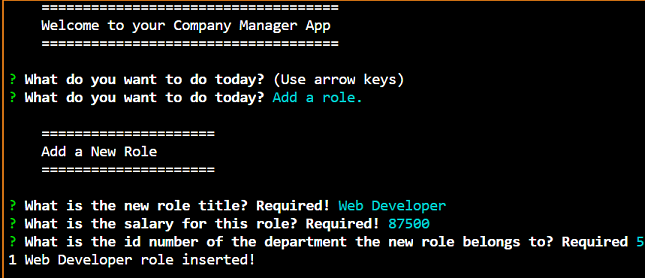 ===================================
Welcome to your Company Manager App
===================================
? What do you want to do today? (Use arrow keys)
? What do you want to do today? Add a role.
=====================
Add a New Role
=====================
? What is the new role title? Required! Web Developer
? What is the salary for this role? Required! 87500
? What is the id number of the department the new role belongs to? Required 5
1 Web Developer role inserted!